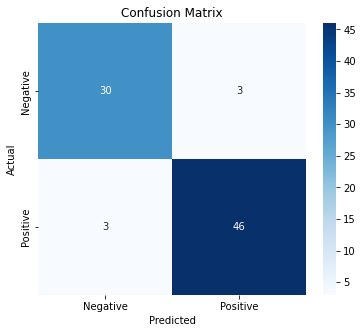 Confusion Matrix
Actual
Negative
30
3
Positive
3
46
Negative
Positive
Predicted
45
40
35
30
25
20
15
10
5